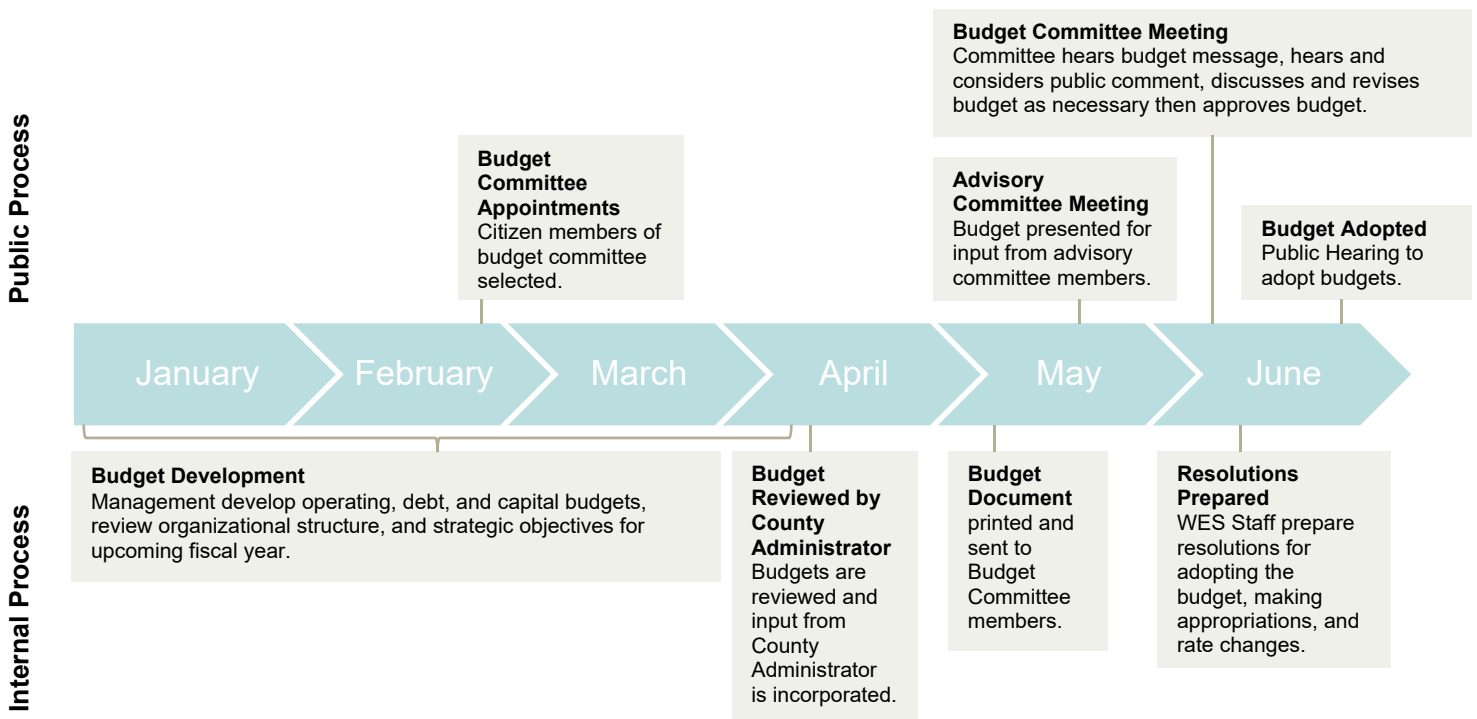 Public Process
Budget Committee Meeting
Committee hears budget message, hears and
considers public comment, discusses and revises
budget as necessary then approves budget.
Budget
Committee
Appointments
Citizen members of
budget committee
selected.
Advisory
Committee Meeting
Budget presented for
input from advisory
committee members.
Budget Adopted
Public Hearing to
adopt budgets.
January
February
March
April
May
June
Internal Process
Budget Development
Management develop operating, debt, and capital budgets,
review organizational structure, and strategic objectives for
upcoming fiscal year.
Budget
Reviewed by
County
Administrator
Budgets are
reviewed and
input from
County
Administrator
is incorporated.
Budget
Document
printed and
sent to
Budget
Committee
members.
Resolutions
Prepared
WES Staff prepare
resolutions for
adopting the
budget, making
appropriations, and
rate changes.